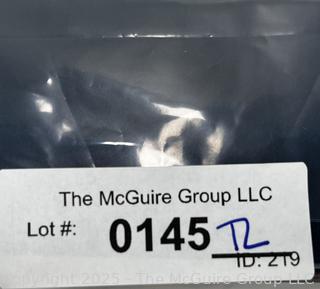 The McGuire Group LLC
Lot #: 0145 TL
ID: 219
Copyright 2025 - The McGuire Group LLC